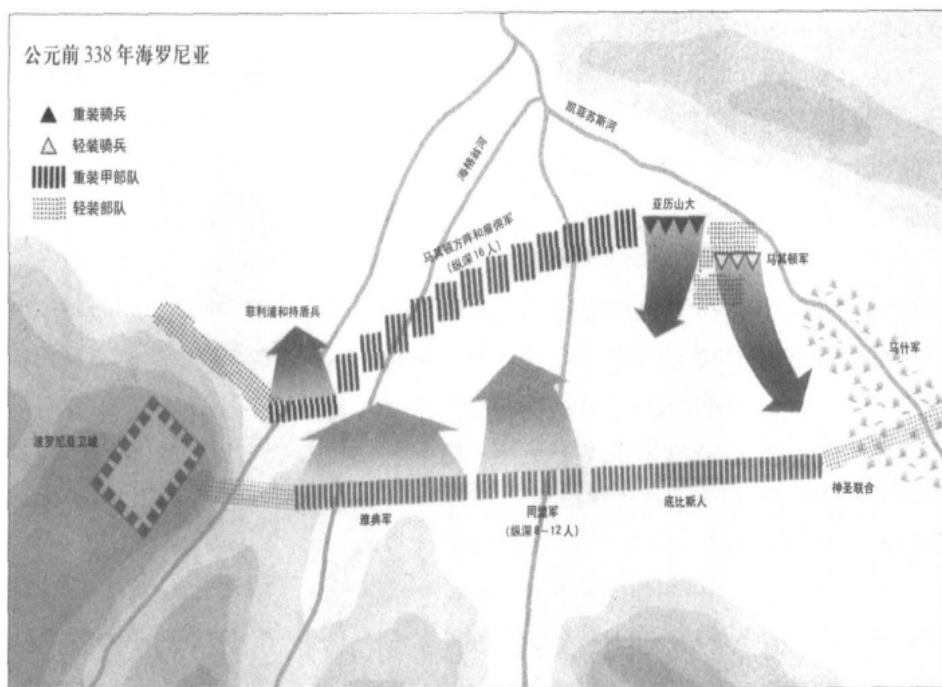 公元前 338 年海罗尼亚
重装骑兵
轻装骑兵
重装甲部队
轻装部队
凯菲苏斯河
海格翁河
亚历山大
马其顿方阵和雇佣军
(纵深16人)
马其顿军
菲利浦和持盾兵
马什军
波罗尼亚卫城
雅典军
同盟军
(纵深8~12人)
底比斯人
神圣联合